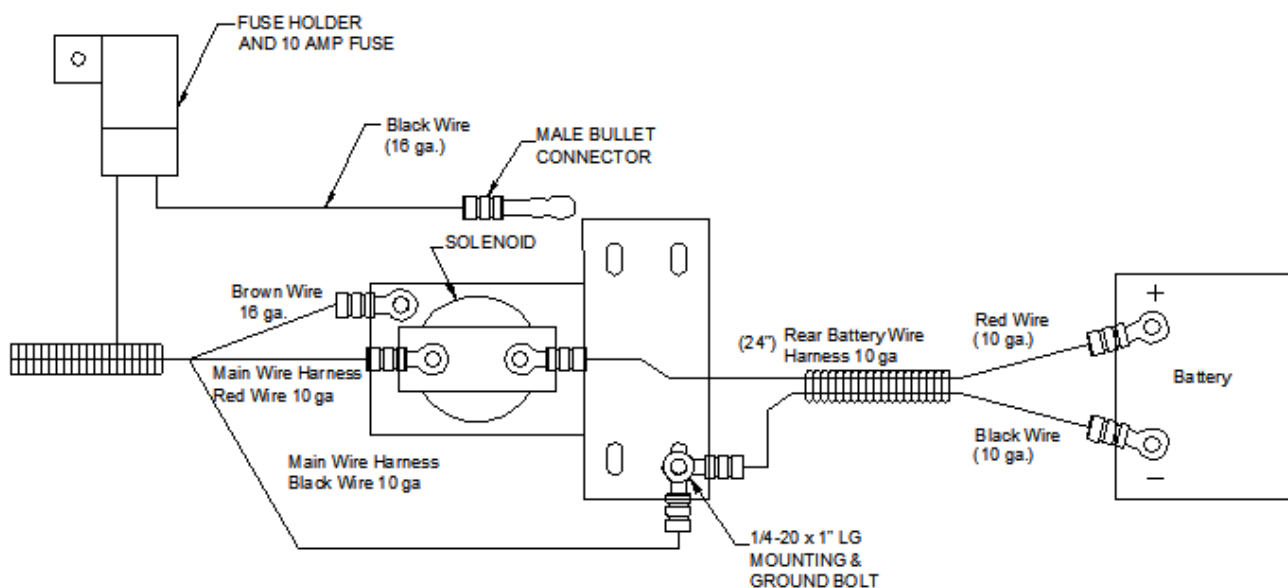 FUSE HOLDER
AND 10 AMP FUSE
Black Wire
(16 ga.)
MALE BULLET
CONNECTOR
SOLENOID
Brown Wire
16 ga.
Main Wire Harness
Red Wire 10 ga
Main Wire Harness
Black Wire 10 ga
(24") Rear Battery Wire
Harness 10 ga
Red Wire
(10 ga.)
+
Battery
Black Wire
(10 ga.)
–
1/4-20 x 1" LG
MOUNTING &
GROUND BOLT